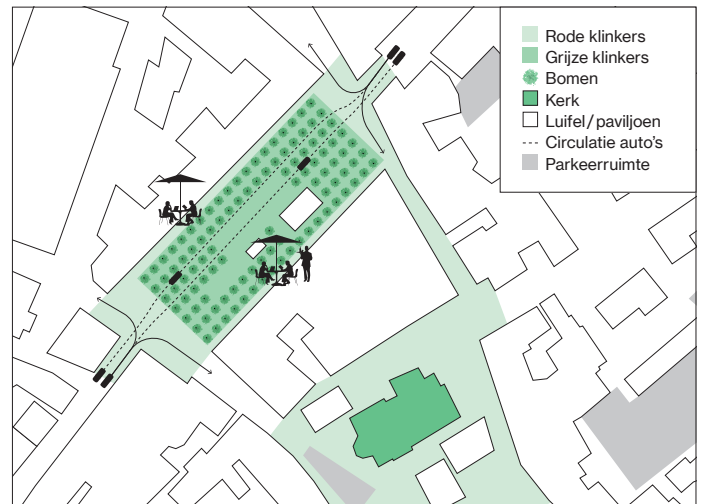 Rode klinkers
Grijze klinkers
Bomen
Kerk
Luifel/paviljoen
Circulatie auto's
Parkeerruimte